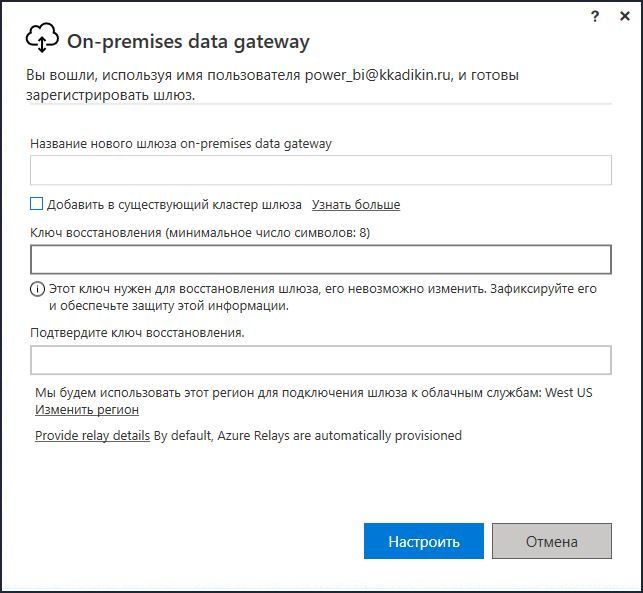 ? ×
On-premises data gateway
Вы вошли, используя имя пользователя power_bi@kkadikin.ru, и готовы
зарегистрировать шлюз.
Название нового шлюза on-premises data gateway
Добавить в существующий кластер шлюза Узнать больше
Ключ восстановления (минимальное число символов: 8)
Этот ключ нужен для восстановления шлюза, его невозможно изменить. Зафиксируйте его
и обеспечьте защиту этой информации.
Подтвердите ключ восстановления.
Мы будем использовать этот регион для подключения шлюза к облачным службам: West US
Изменить регион
Provide relay details By default, Azure Relays are automatically provisioned
Настроить Отмена